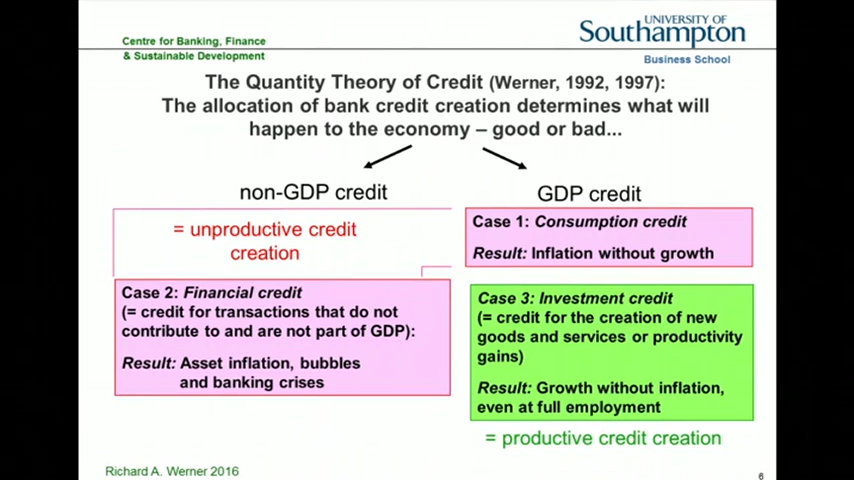 Centre for Banking, Finance
& Sustainable Development
UNIVERSITY OF
Southampton
Business School
The Quantity Theory of Credit (Werner, 1992, 1997):
The allocation of bank credit creation determines what will
happen to the economy – good or bad...
non-GDP credit
= unproductive credit
creation
Case 2: Financial credit
(= credit for transactions that do not
contribute to and are not part of GDP):
Result: Asset inflation, bubbles
and banking crises
GDP credit
Case 1: Consumption credit
Result: Inflation without growth
Case 3: Investment credit
(= credit for the creation of new
goods and services or productivity
gains)
Result: Growth without inflation,
even at full employment
= productive credit creation
Richard A. Werner 2016
6